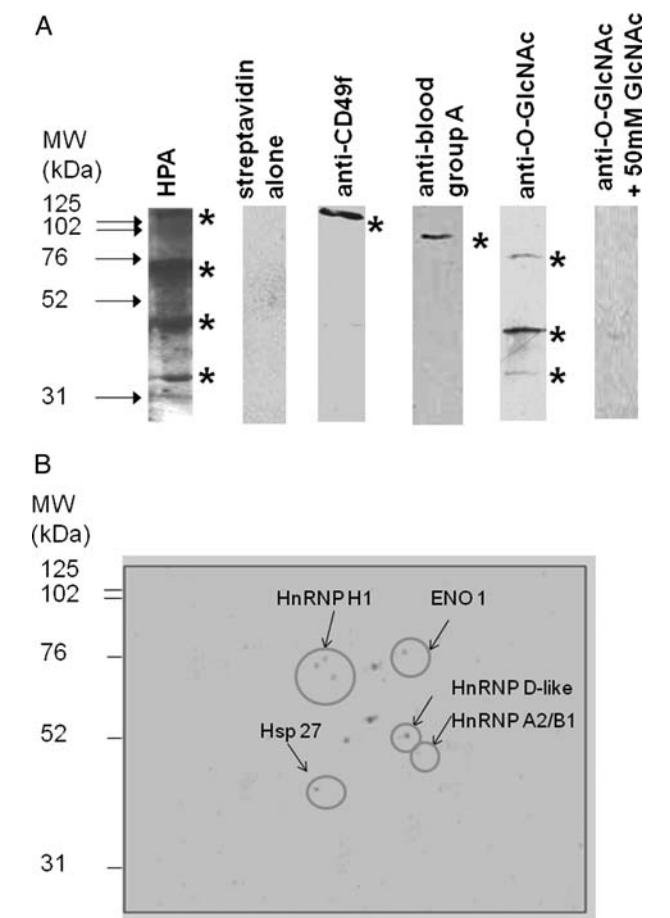 A
MW
(kDa)
HPA
streptavidin
alone
anti-CD49f
anti-blood
group A
anti-O-GlcNAc
anti-O-GlcNAc
+ 50mM GlcNAc
125
102
76
52
31
*
*
*
*
*
*
*
*
*
B
MW
(kDa)
125
102
76
52
31
HnRNP H1
ENO 1
HnRNP D-like
HnRNP A2/B1
Hsp 27